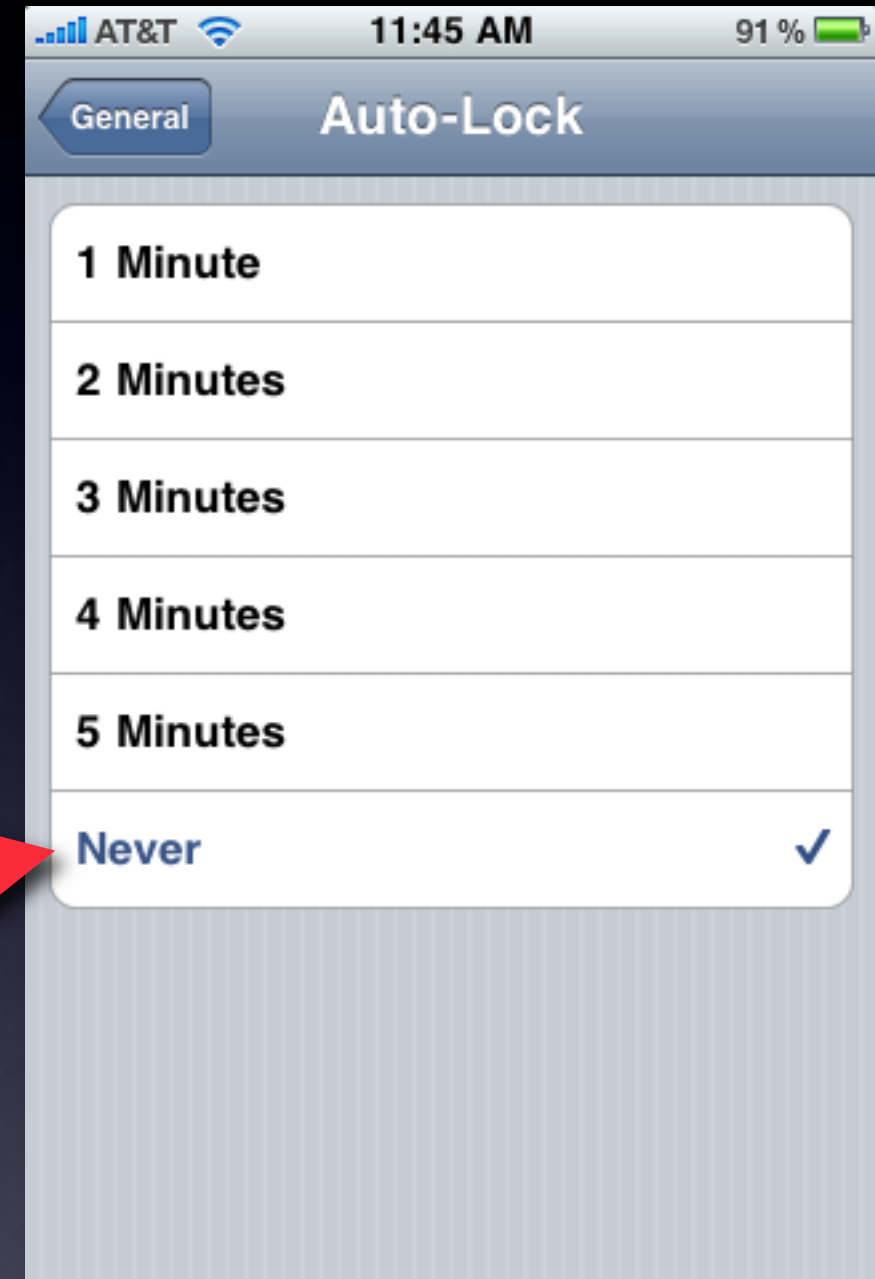 AT&T 11:45 AM 91 %
General Auto-Lock
1 Minute
2 Minutes
3 Minutes
4 Minutes
5 Minutes
Never